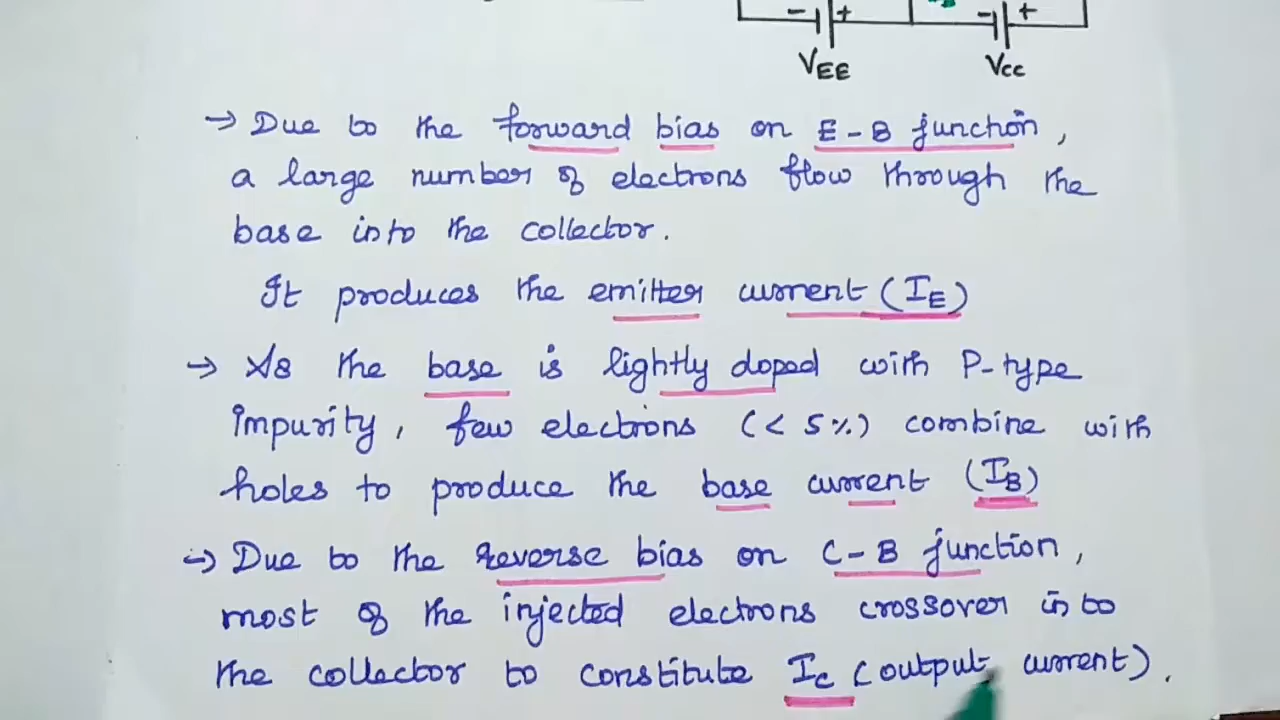 - + - +
VEE Vcc
→ Due to the forward bias on E-B junction,
a large number of electrons flow through the
base into the collector.
It produces the emitter current (IE)
→ As the base is lightly doped with P-type
impurity, few electrons (< 5%) combine with
holes to produce the base current (IB)
→ Due to the reverse bias on C-B junction,
most of the injected electrons crossover into
the collector to constitute Ic (output current).